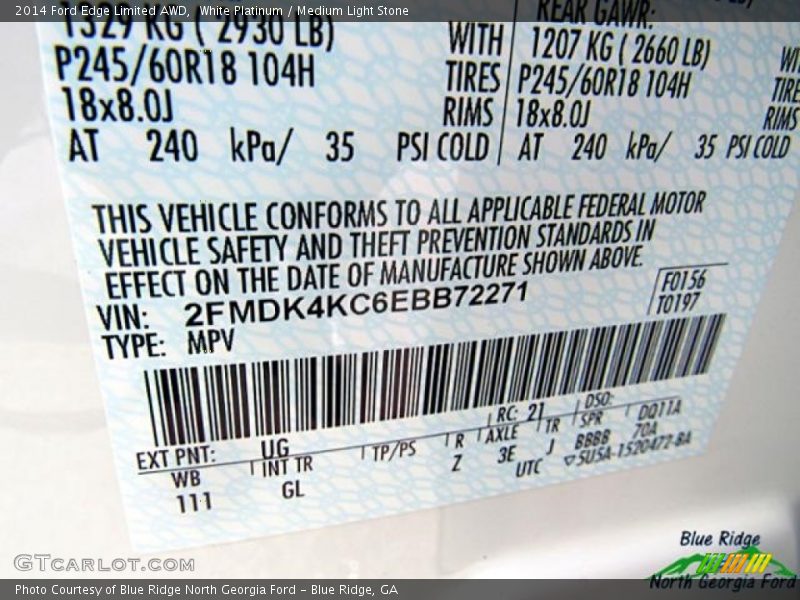 2014 Ford Edge Limited AWD, White Platinum / Medium Light Stone
1329 KG ( 2930 LB) WITH
P245/60R18 104H TIRES
18x8.0J RIMS
AT 240 kPa/ 35 PSI COLD
REAR GAWR:
1207 KG ( 2660 LB) WIT
P245/60R18 104H TIRE
18x8.0J RIMS
AT 240 kPa/ 35 PSI COLD
THIS VEHICLE CONFORMS TO ALL APPLICABLE FEDERAL MOTOR
VEHICLE SAFETY AND THEFT PREVENTION STANDARDS IN
EFFECT ON THE DATE OF MANUFACTURE SHOWN ABOVE.
VIN: 2FMDK4KC6EBB72271
TYPE: MPV
F0156
T0197
EXT PNT: UG RC: 21 DSO:
WB INT TR TP/PS R AXLE TR SPR DQ11A
111 GL Z 3E J BBBB 70A
UTC ▽5U5A-1520472-BA
GTcarlot.com
Blue Ridge
North Georgia Ford
Photo Courtesy of Blue Ridge North Georgia Ford – Blue Ridge, GA